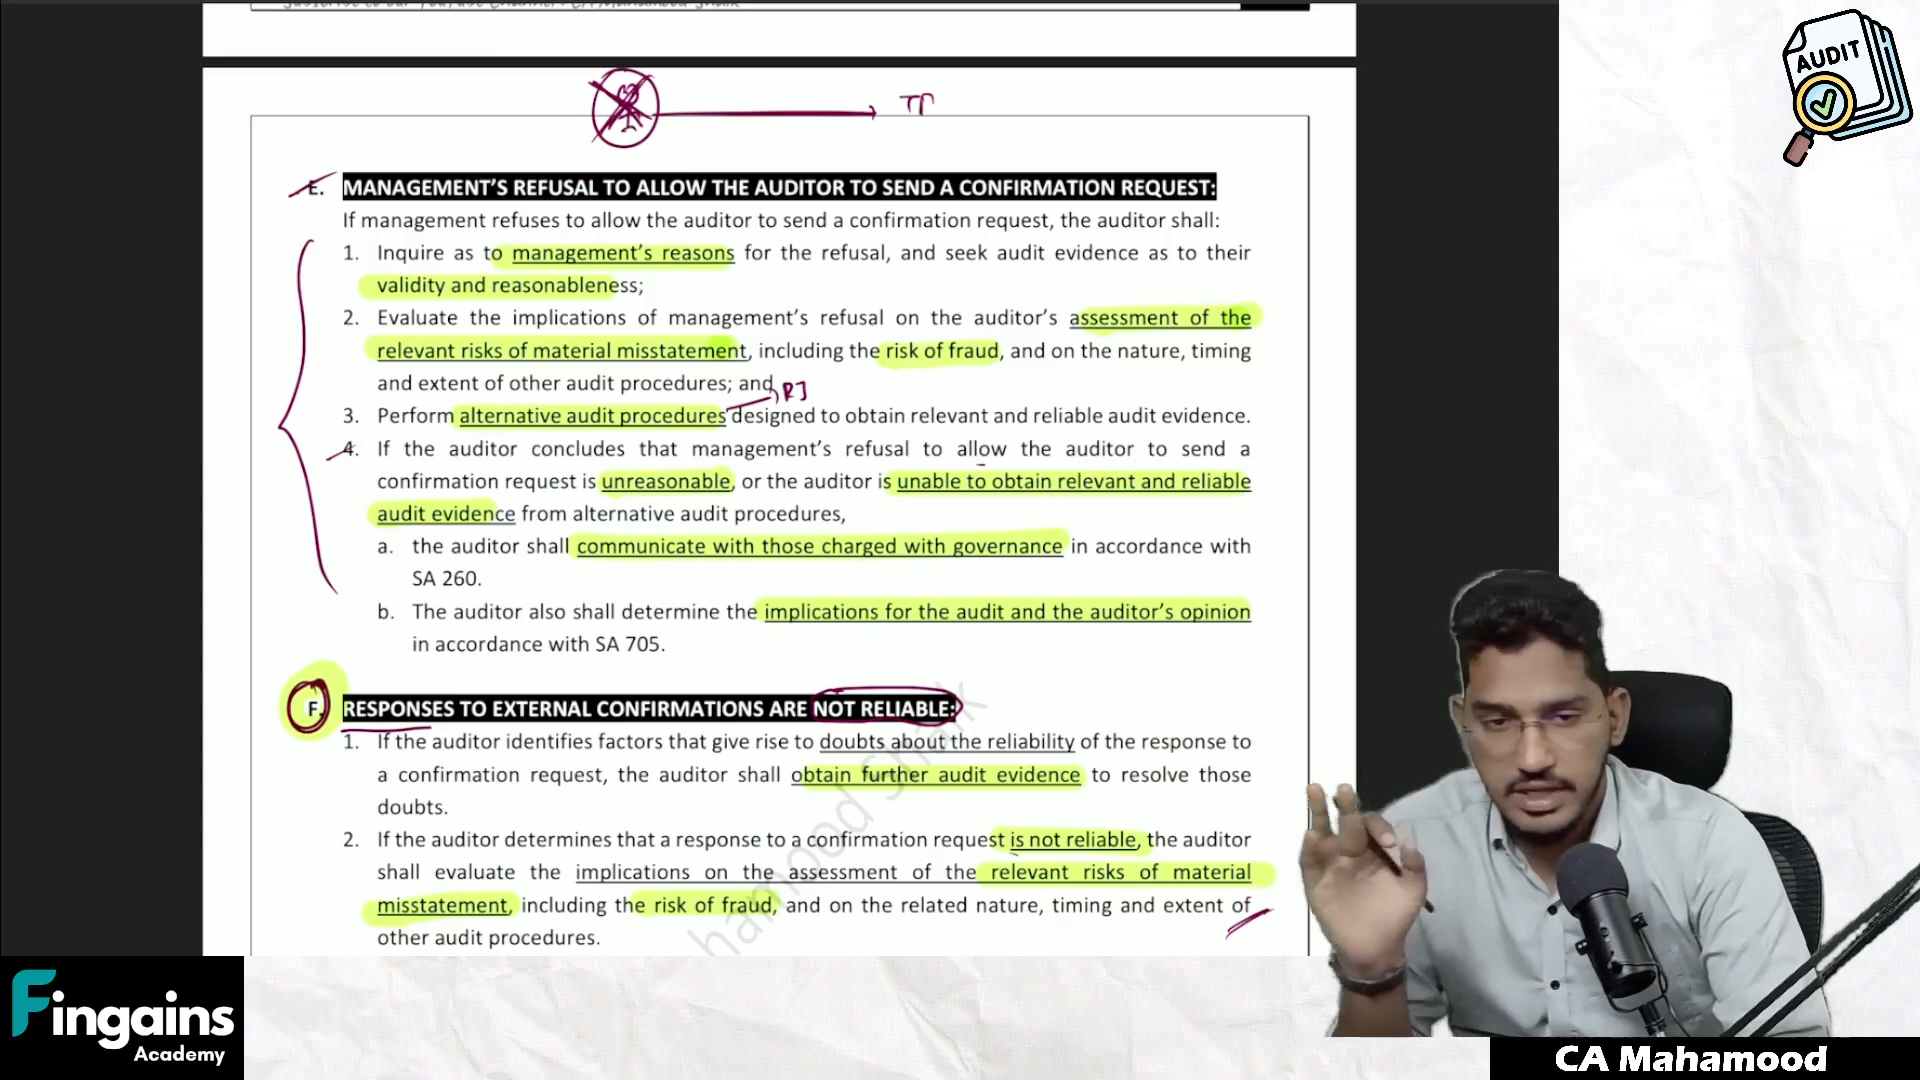 AUDIT
TP
E. MANAGEMENT'S REFUSAL TO ALLOW THE AUDITOR TO SEND A CONFIRMATION REQUEST:
If management refuses to allow the auditor to send a confirmation request, the auditor shall:
1. Inquire as to management's reasons for the refusal, and seek audit evidence as to their
validity and reasonableness;
2. Evaluate the implications of management's refusal on the auditor's assessment of the
relevant risks of material misstatement, including the risk of fraud, and on the nature, timing
and extent of other audit procedures; and
3. Perform alternative audit procedures designed to obtain relevant and reliable audit evidence.
4. If the auditor concludes that management's refusal to allow the auditor to send a
confirmation request is unreasonable, or the auditor is unable to obtain relevant and reliable
audit evidence from alternative audit procedures,
a. the auditor shall communicate with those charged with governance in accordance with
SA 260.
b. The auditor also shall determine the implications for the audit and the auditor's opinion
in accordance with SA 705.
F. RESPONSES TO EXTERNAL CONFIRMATIONS ARE NOT RELIABLE:
1. If the auditor identifies factors that give rise to doubts about the reliability of the response to
a confirmation request, the auditor shall obtain further audit evidence to resolve those
doubts.
2. If the auditor determines that a response to a confirmation request is not reliable, the auditor
shall evaluate the implications on the assessment of the relevant risks of material
misstatement, including the risk of fraud, and on the related nature, timing and extent of
other audit procedures.
Fingains
Academy
CA Mahamood